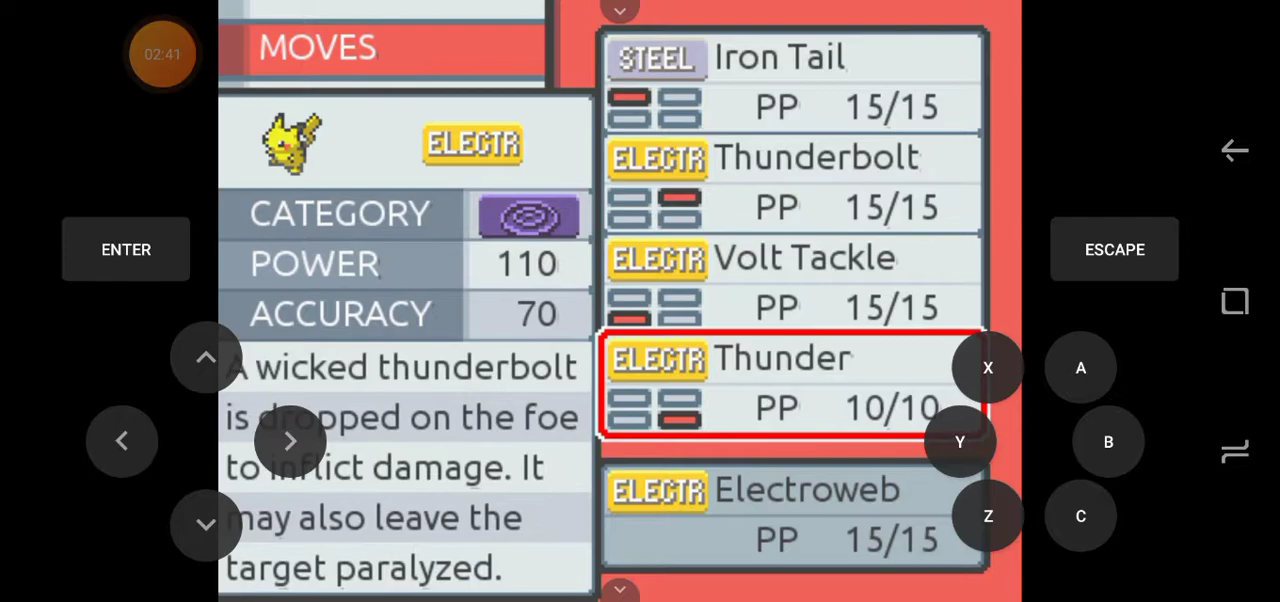 02:41
MOVES
ELECTR
CATEGORY
POWER 110
ACCURACY 70
A wicked thunderbolt
is dropped on the foe
to inflict damage. It
may also leave the
target paralyzed.
STEEL Iron Tail
PP 15/15
ELECTR Thunderbolt
PP 15/15
ELECTR Volt Tackle
PP 15/15
ELECTR Thunder
PP 10/10
ELECTR Electroweb
PP 15/15
ENTER
ESCAPE
X
A
Y
B
Z
C